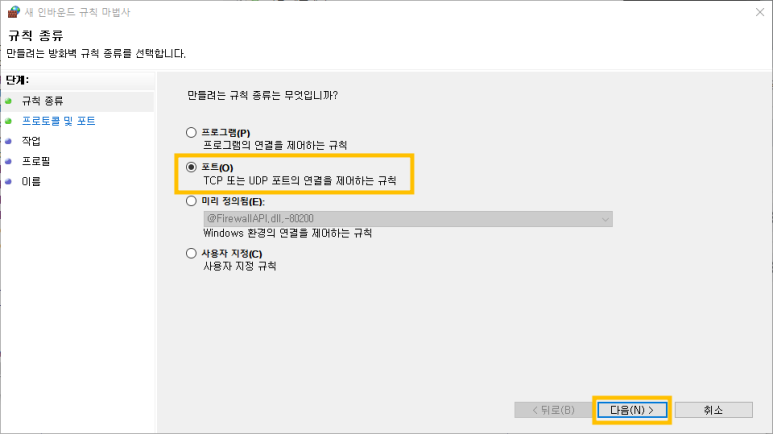 새 인바운드 규칙 마법사
규칙 종류
만들려는 방화벽 규칙 종류를 선택합니다.
단계:
규칙 종류
프로토콜 및 포트
작업
프로필
이름
만들려는 규칙 종류는 무엇입니까?
프로그램(P)
프로그램의 연결을 제어하는 규칙
포트(O)
TCP 또는 UDP 포트의 연결을 제어하는 규칙
미리 정의됨(E):
@FirewallAPI.dll,-80200
Windows 환경의 연결을 제어하는 규칙
사용자 지정(C)
사용자 지정 규칙
< 뒤로(B)
다음(N) >
취소